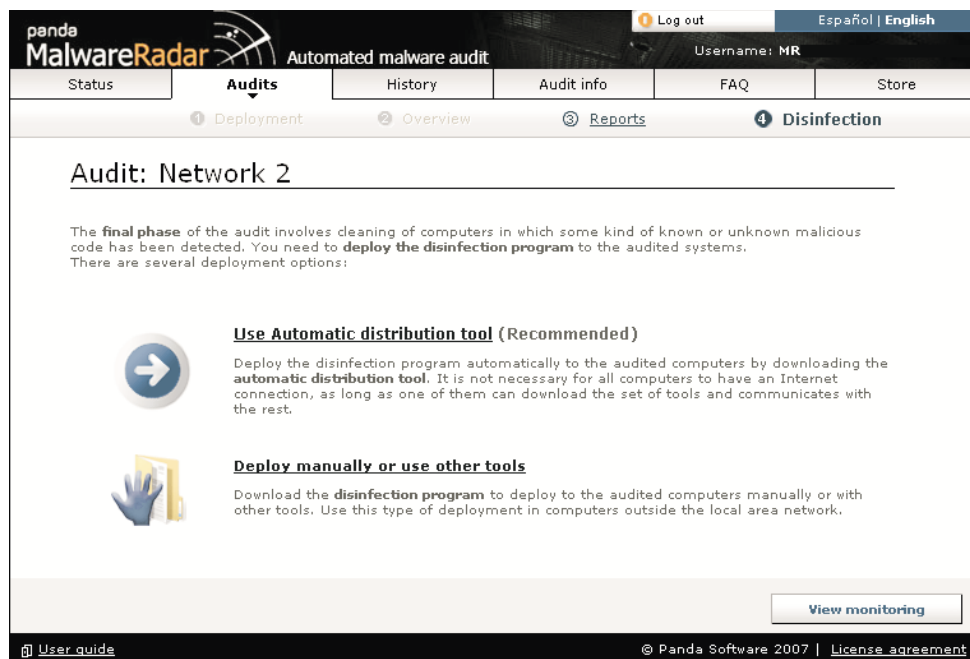 Log out
Español | English
panda
MalwareRadar
Automated malware audit
Username: MR
Status
Audits
History
Audit info
FAQ
Store
1 Deployment
2 Overview
3 Reports
4 Disinfection
Audit: Network 2
The final phase of the audit involves cleaning of computers in which some kind of known or unknown malicious
code has been detected. You need to deploy the disinfection program to the audited systems.
There are several deployment options:
Use Automatic distribution tool (Recommended)
Deploy the disinfection program automatically to the audited computers by downloading the
automatic distribution tool. It is not necessary for all computers to have an Internet
connection, as long as one of them can download the set of tools and communicates with
the rest.
Deploy manually or use other tools
Download the disinfection program to deploy to the audited computers manually or with
other tools. Use this type of deployment in computers outside the local area network.
View monitoring
User guide
© Panda Software 2007 | License agreement